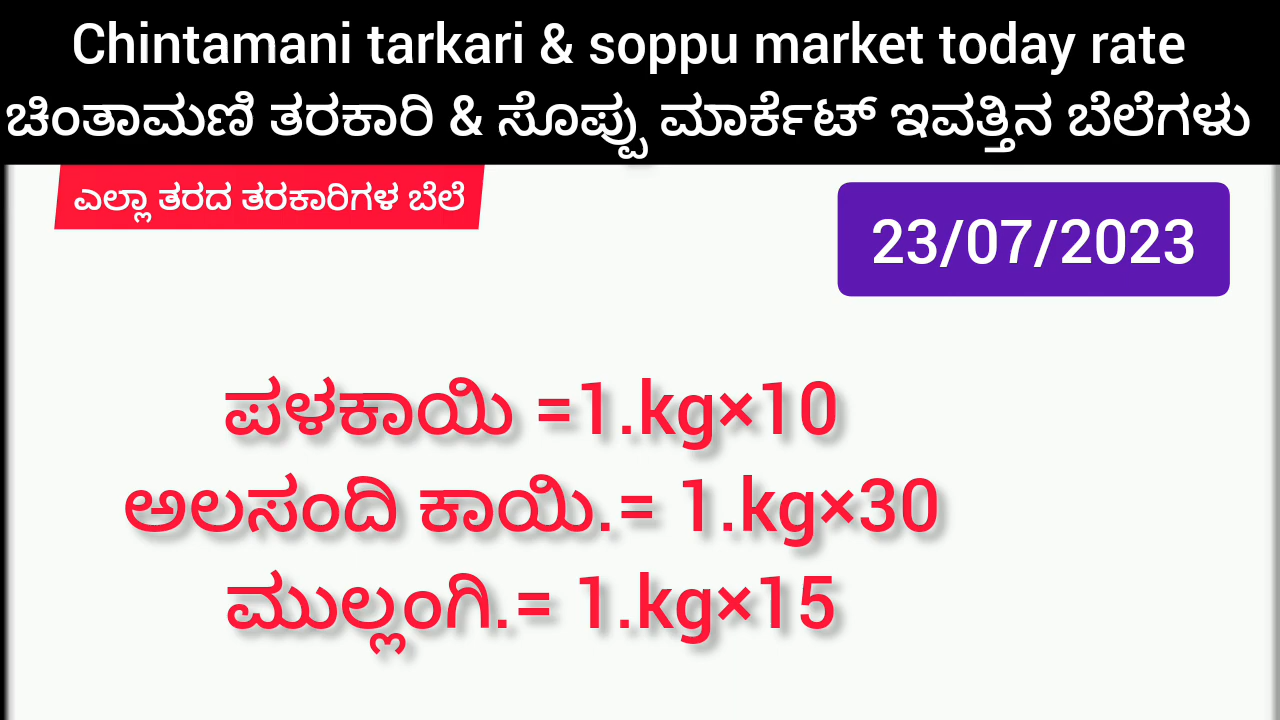 Chintamani tarkari & soppu market today rate
ಚಿಂತಾಮಣಿ ತರಕಾರಿ & ಸೊಪ್ಪು ಮಾರ್ಕೆಟ್ ಇವತ್ತಿನ ಬೆಲೆಗಳು
ಎಲ್ಲಾ ತರದ ತರಕಾರಿಗಳ ಬೆಲೆ
23/07/2023
ಪಳಕಾಯಿ =1.kg×10
ಅಲಸಂದಿ ಕಾಯಿ.= 1.kg×30
ಮುಲ್ಲಂಗಿ.= 1.kg×15